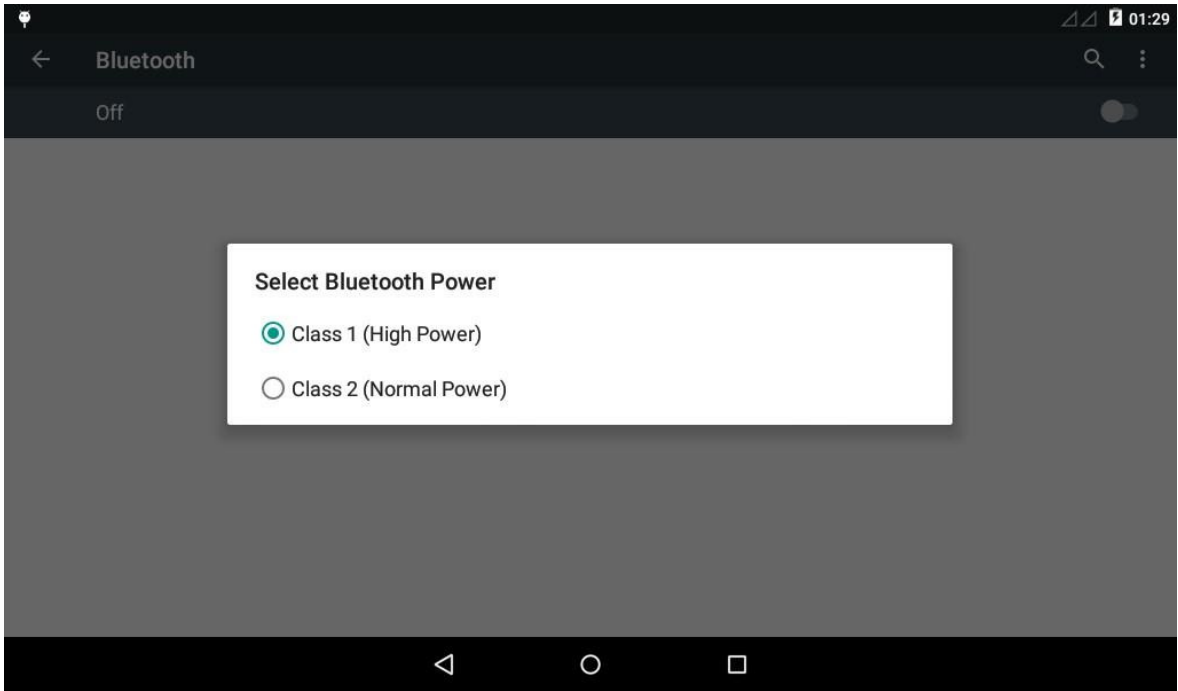 01:29
Bluetooth
Off
Select Bluetooth Power
Class 1 (High Power)
Class 2 (Normal Power)